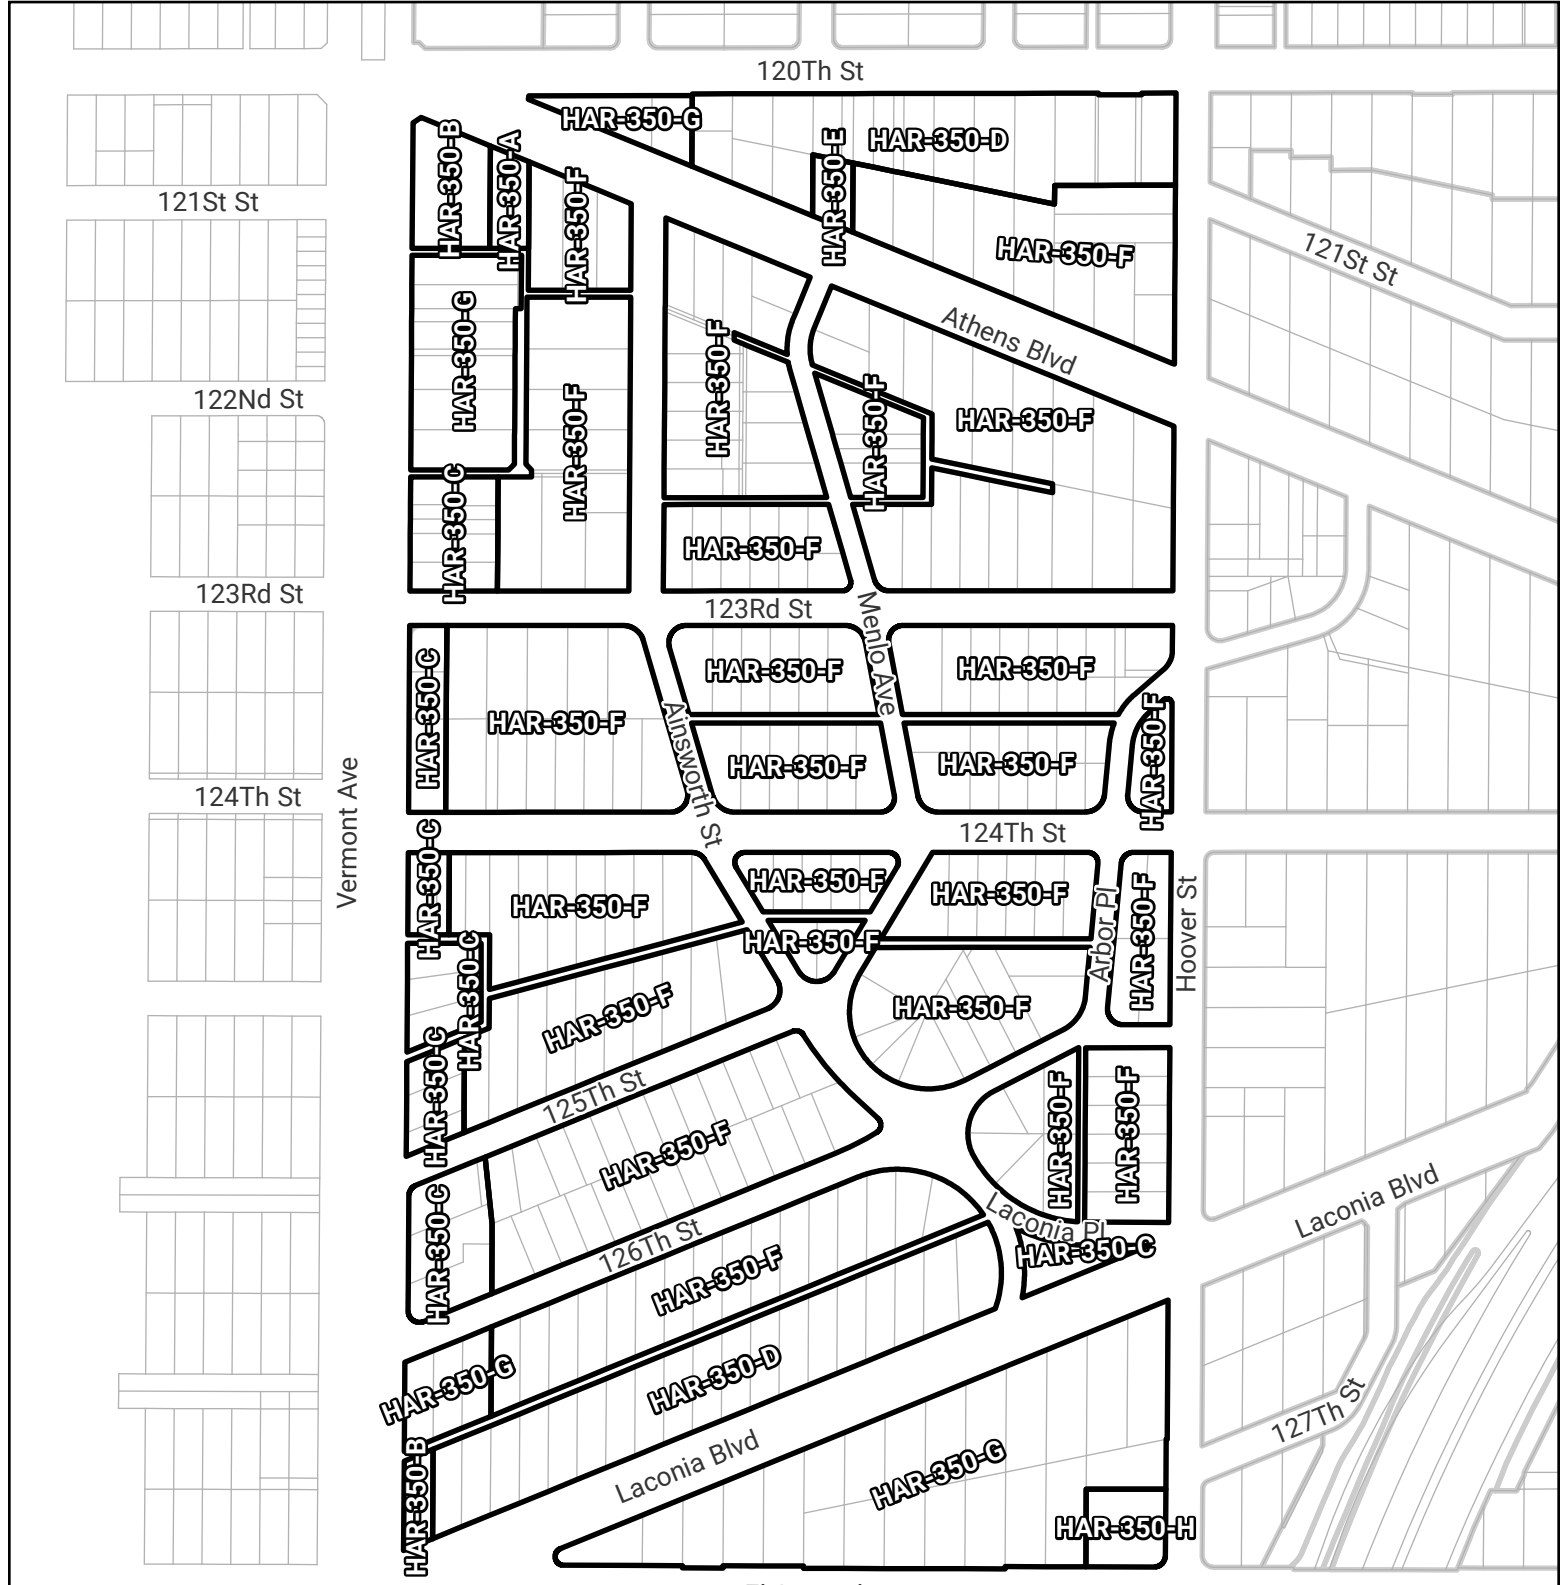 120Th St
HAR-350-G
HAR-350-D
HAR-350-B
HAR-350-A
HAR-350-E
HAR-350-F
121St St
HAR-350-F
121St St
HAR-350-G
HAR-350-F
Athens Blvd
122Nd St
HAR-350-F
HAR-350-F
HAR-350-F
HAR-350-C
HAR-350-F
123Rd St
123Rd St
Menlo Ave
HAR-350-C
HAR-350-F
HAR-350-F
HAR-350-F
Ainsworth St
HAR-350-F
HAR-350-F
HAR-350-F
124Th St
Vermont Ave
124Th St
HAR-350-C
HAR-350-F
HAR-350-F
HAR-350-F
HAR-350-F
Arbor Pl
HAR-350-F
Hoover St
HAR-350-C
HAR-350-F
HAR-350-F
HAR-350-C
125Th St
HAR-350-F
HAR-350-F
HAR-350-F
HAR-350-C
126Th St
Laconia Pl
HAR-350-C
Laconia Blvd
HAR-350-F
HAR-350-G
HAR-350-D
127Th St
HAR-350-B
Laconia Blvd
HAR-350-G
HAR-350-H